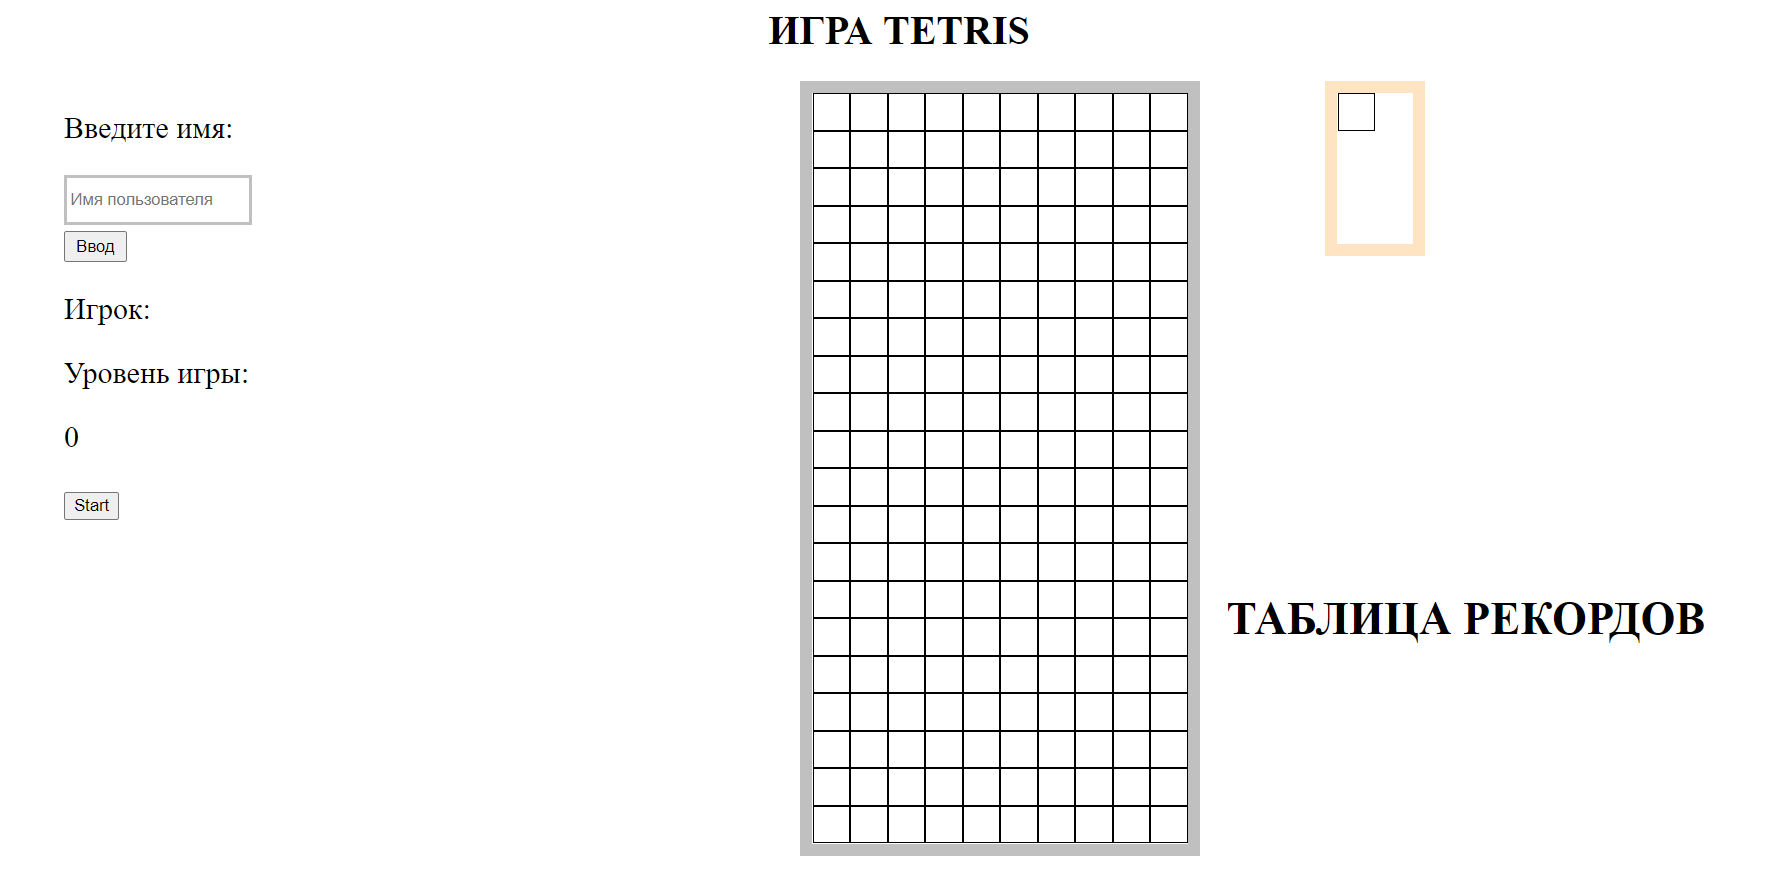 ИГРА TETRIS
Введите имя:
Имя пользователя
Ввод
Игрок:
Уровень игры:
0
Start
ТАБЛИЦА РЕКОРДОВ